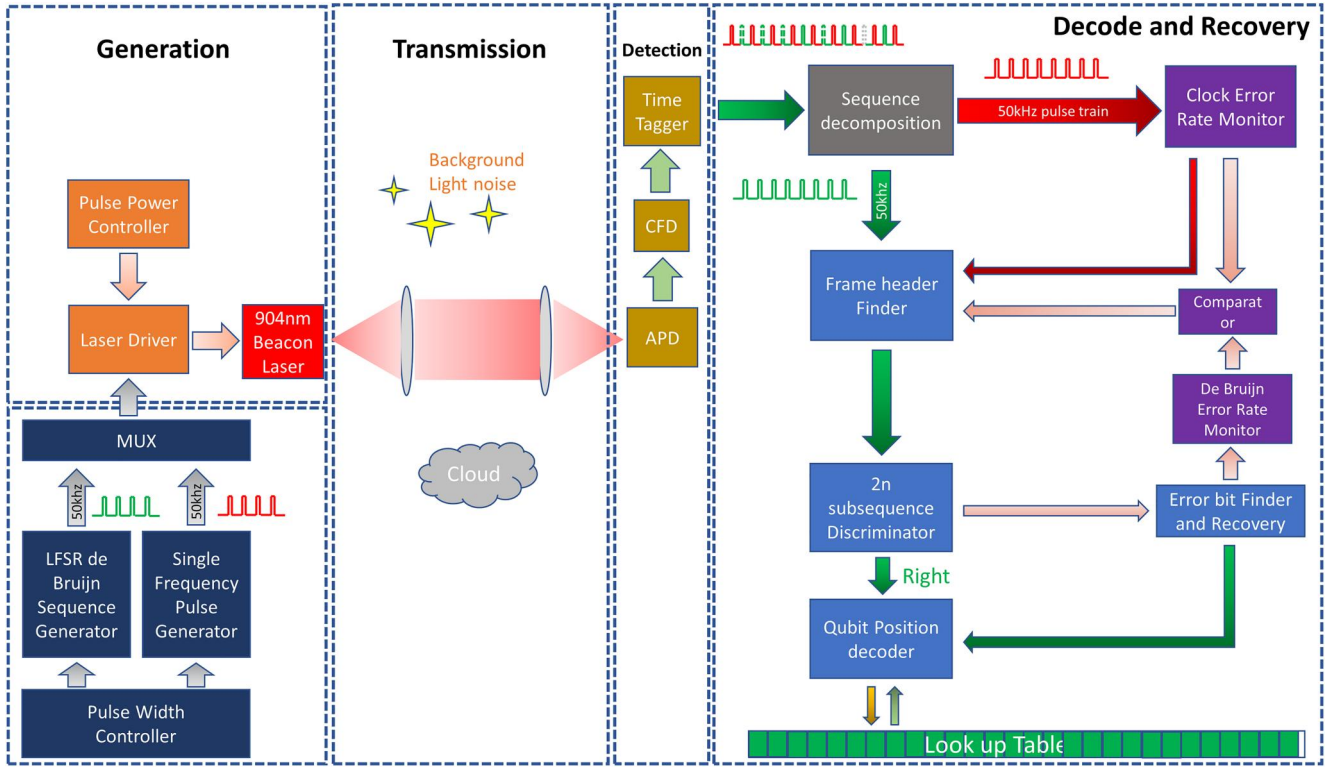 Generation
Pulse Power
Controller
Laser Driver
904nm
Beacon
Laser
MUX
50khz
50khz
LFSR de
Bruijn
Sequence
Generator
Single
Frequency
Pulse
Generator
Pulse Width
Controller
Transmission
Background
Light noise
Cloud
Detection
Time
Tagger
CFD
APD
Decode and Recovery
Sequence
decomposition
50kHz pulse train
Clock Error
Rate Monitor
50khz
Frame header
Finder
Comparat
or
De Bruijn
Error Rate
Monitor
2n
subsequence
Discriminator
Error bit Finder
and Recovery
Right
Qubit Position
decoder
Look up Table